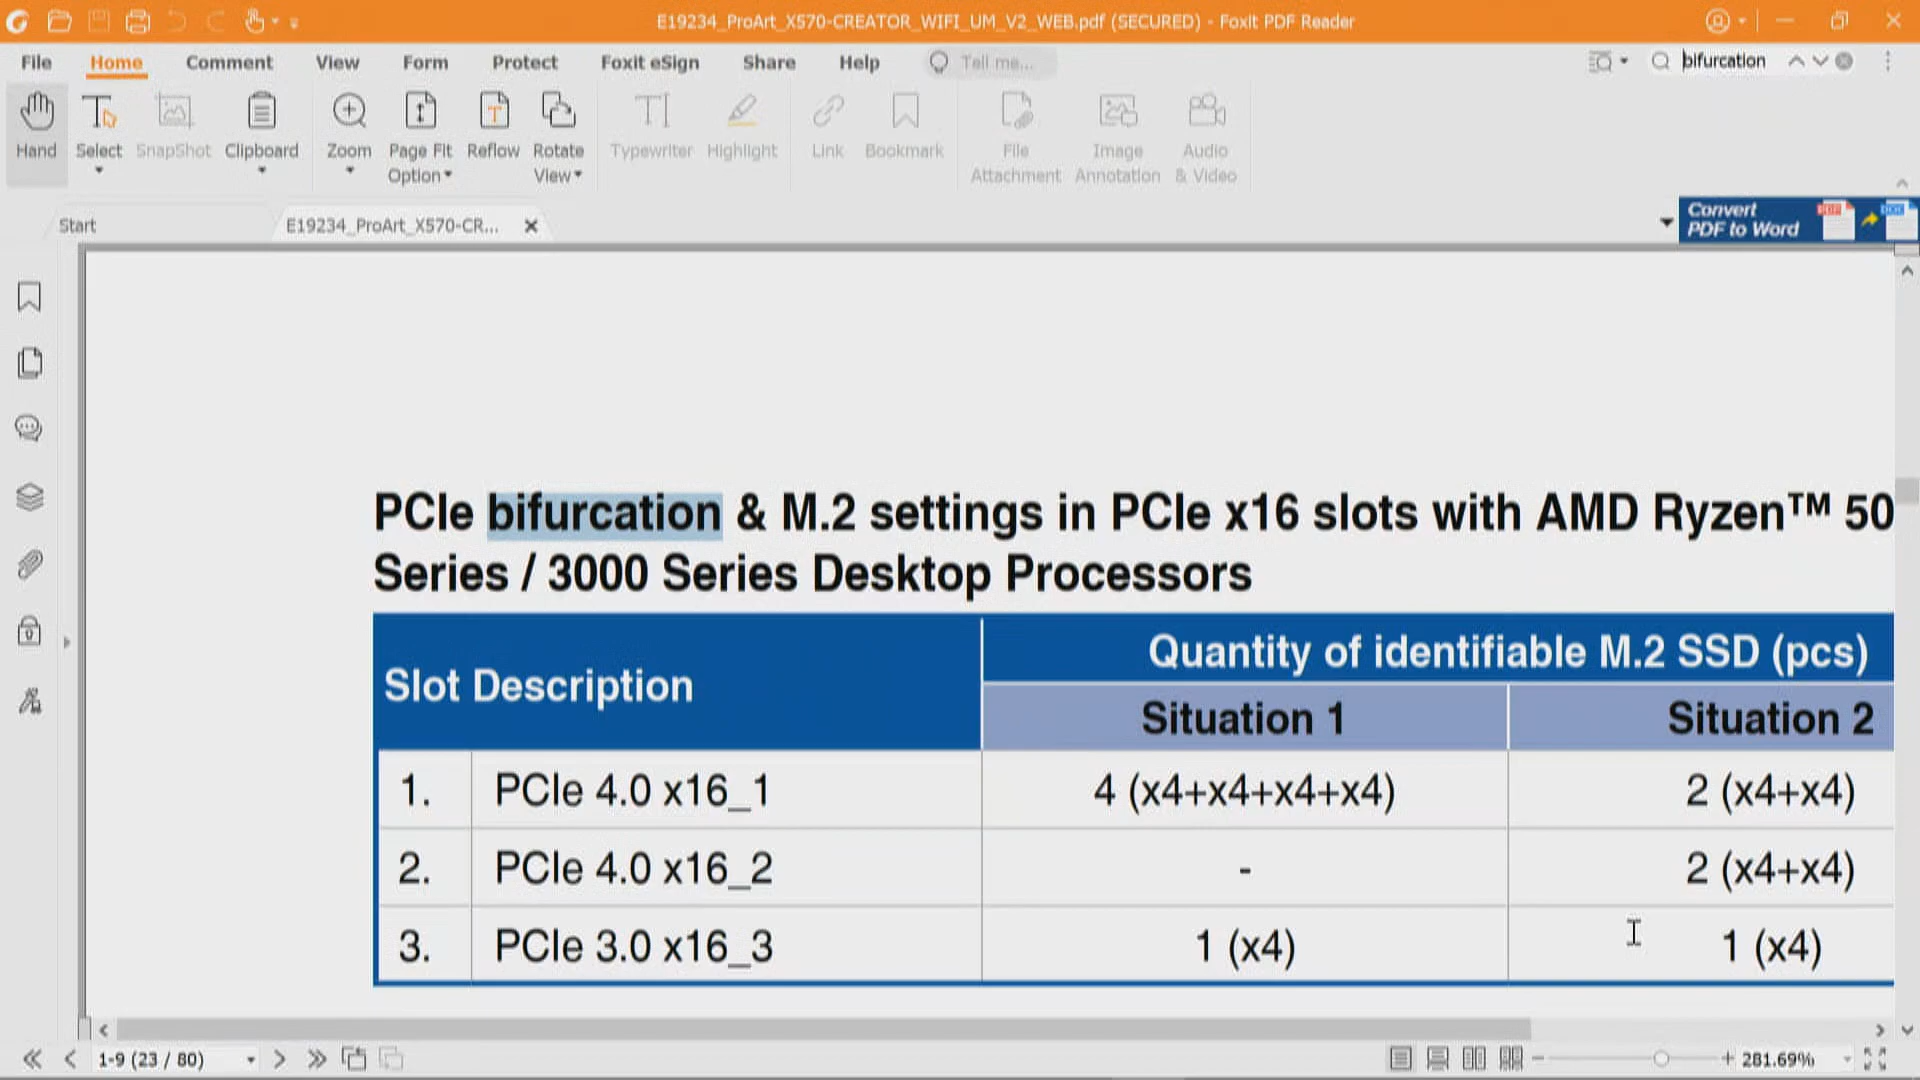 E19234_ProArt_X570-CREATOR_WIFI_UM_V2_WEB.pdf (SECURED) - Foxit PDF Reader
File Home Comment View Form Protect Foxit eSign Share Help Tell me... bifurcation
Hand Select SnapShot Clipboard Zoom Page Fit Option Reflow Rotate View Typewriter Highlight Link Bookmark File Attachment Image Annotation Audio & Video
Start E19234_ProArt_X570-CR...
Convert
PDF to Word
PCIe bifurcation & M.2 settings in PCIe x16 slots with AMD Ryzen™ 50
Series / 3000 Series Desktop Processors
Slot Description
Quantity of identifiable M.2 SSD (pcs)
Situation 1 Situation 2
1. PCIe 4.0 x16_1 4 (x4+x4+x4+x4) 2 (x4+x4)
2. PCIe 4.0 x16_2 - 2 (x4+x4)
3. PCIe 3.0 x16_3 1 (x4) 1 (x4)
1-9 (23 / 80) 281.69%